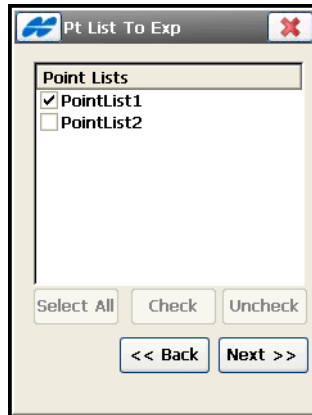 Pt List To Exp
Point Lists
PointList1
PointList2
Select All Check Uncheck
<< Back Next >>